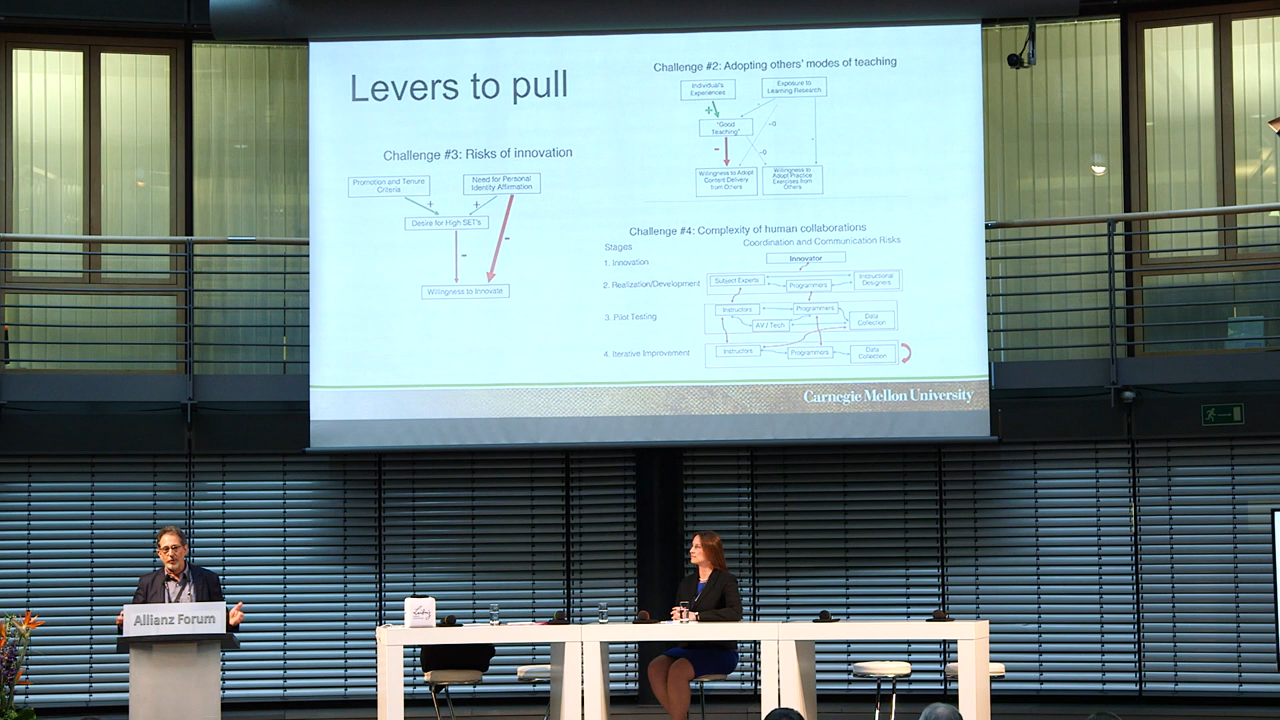 Levers to pull
Challenge #3: Risks of innovation
Promotion and Tenure
Criteria
Need for Personal
Identity Affirmation
+
+
Desire for High SET's
-
-
Willingness to Innovate
Challenge #2: Adopting others' modes of teaching
Individual's
Experiences
Exposure to
Learning Research
+
"Good
Teaching"
-
~0
~0
Willingness to Adopt
Content Delivery
from Others
Willingness to
Adopt Practice
Exercises from
Others
Challenge #4: Complexity of human collaborations
Stages
Coordination and Communication Risks
1. Innovation
Innovator
2. Realization/Development
Subject Experts
Programmers
Instructional
Designers
3. Pilot Testing
Instructors
Programmers
AV / Tech
Data
Collection
4. Iterative Improvement
Instructors
Programmers
Data
Collection
Carnegie Mellon University
Allianz Forum